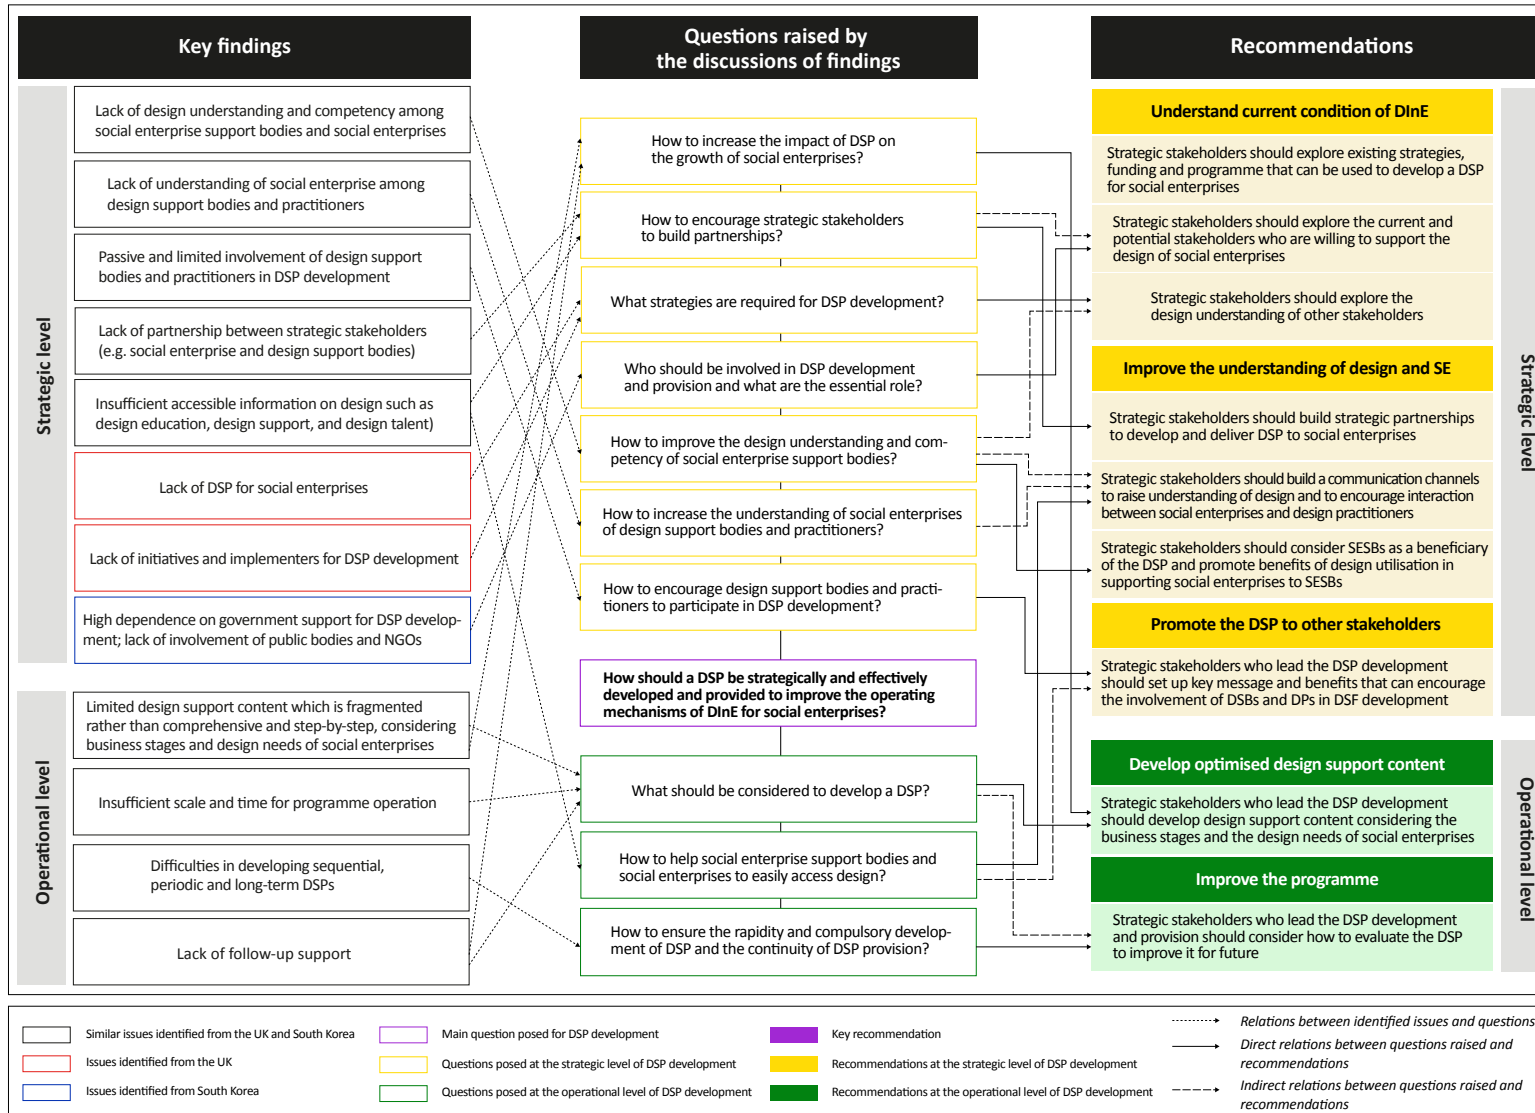 Key findings
Questions raised by
the discussions of findings
Recommendations
Strategic level
Lack of design understanding and competency among
social enterprise support bodies and social enterprises
Lack of understanding of social enterprise among
design support bodies and practitioners
Passive and limited involvement of design support
bodies and practitioners in DSP development
Lack of partnership between strategic stakeholders
(e.g. social enterprise and design support bodies)
Insufficient accessible information on design such as
design education, design support, and design talent)
Lack of DSP for social enterprises
Lack of initiatives and implementers for DSP development
High dependence on government support for DSP develop-
ment; lack of involvement of public bodies and NGOs
Operational level
Limited design support content which is fragmented
rather than comprehensive and step-by-step, considering
business stages and design needs of social enterprises
Insufficient scale and time for programme operation
Difficulties in developing sequential,
periodic and long-term DSPs
Lack of follow-up support
How to increase the impact of DSP on
the growth of social enterprises?
How to encourage strategic stakeholders
to build partnerships?
What strategies are required for DSP development?
Who should be involved in DSP development
and provision and what are the essential role?
How to improve the design understanding and com-
petency of social enterprise support bodies?
How to increase the understanding of social enterprises
of design support bodies and practitioners?
How to encourage design support bodies and practi-
tioners to participate in DSP development?
How should a DSP be strategically and effectively
developed and provided to improve the operating
mechanisms of DInE for social enterprises?
What should be considered to develop a DSP?
How to help social enterprise support bodies and
social enterprises to easily access design?
How to ensure the rapidity and compulsory develop-
ment of DSP and the continuity of DSP provision?
Understand current condition of DInE
Strategic stakeholders should explore existing strategies,
funding and programme that can be used to develop a DSP
for social enterprises
Strategic stakeholders should explore the current and
potential stakeholders who are willing to support the
design of social enterprises
Strategic stakeholders should explore the
design understanding of other stakeholders
Improve the understanding of design and SE
Strategic stakeholders should build strategic partnerships
to develop and deliver DSP to social enterprises
Strategic stakeholders should build a communication channels
to raise understanding of design and to encourage interaction
between social enterprises and design practitioners
Strategic stakeholders should consider SESBs as a beneficiary
of the DSP and promote benefits of design utilisation in
supporting social enterprises to SESBs
Promote the DSP to other stakeholders
Strategic stakeholders who lead the DSP development
should set up key message and benefits that can encourage
the involvement of DSBs and DPs in DSF development
Strategic level
Develop optimised design support content
Strategic stakeholders who lead the DSP development
should develop design support content considering the
business stages and the design needs of social enterprises
Improve the programme
Strategic stakeholders who lead the DSP development
and provision should consider how to evaluate the DSP
to improve it for future
Operational level
Similar issues identified from the UK and South Korea
Issues identified from the UK
Issues identified from South Korea
Main question posed for DSP development
Questions posed at the strategic level of DSP development
Questions posed at the operational level of DSP development
Key recommendation
Recommendations at the strategic level of DSP development
Recommendations at the operational level of DSP development
Relations between identified issues and questions
Direct relations between questions raised and
recommendations
Indirect relations between questions raised and
recommendations